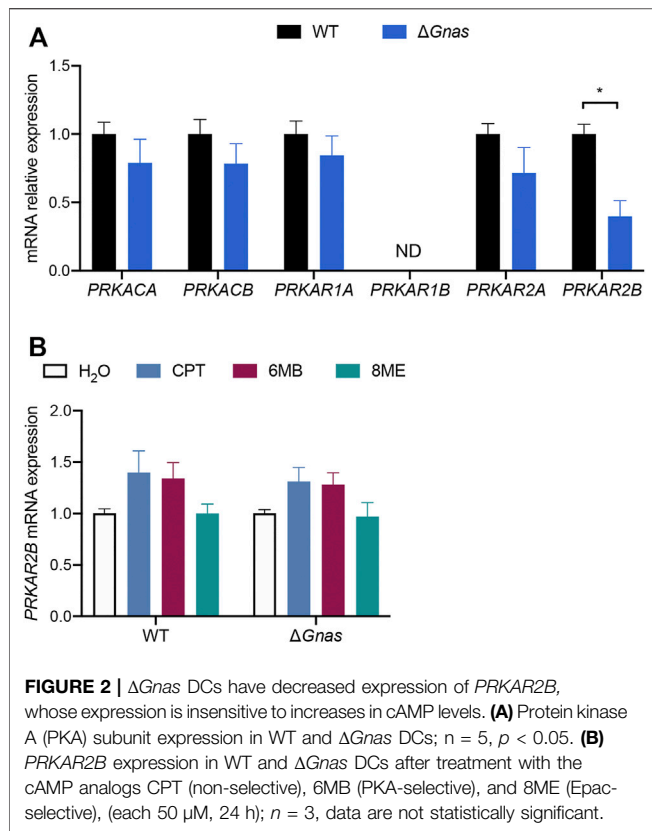 A
WT ΔGnas
mRNA relative expression
1.5
1.0
0.5
0.0
*
ND
PRKACA PRKACB PRKAR1A PRKAR1B PRKAR2A PRKAR2B
B
H₂O CPT 6MB 8ME
PRKAR2B mRNA expression
2.0
1.5
1.0
0.5
0.0
WT ΔGnas
FIGURE 2 | ΔGnas DCs have decreased expression of PRKAR2B,
whose expression is insensitive to increases in cAMP levels. (A) Protein kinase
A (PKA) subunit expression in WT and ΔGnas DCs; n = 5, p < 0.05. (B)
PRKAR2B expression in WT and ΔGnas DCs after treatment with the
cAMP analogs CPT (non-selective), 6MB (PKA-selective), and 8ME (Epac-
selective), (each 50 µM, 24 h); n = 3, data are not statistically significant.